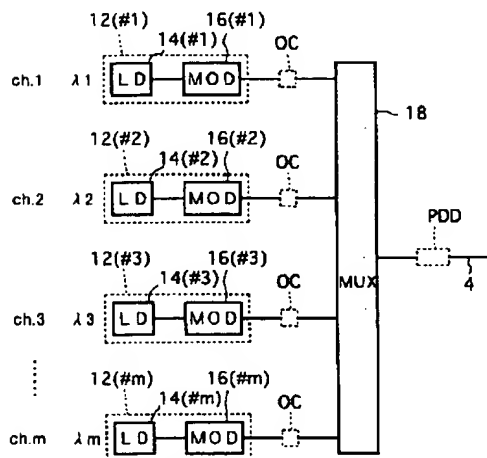 12(#1) 16(#1)
14(#1) OC
ch.1 λ1 LD MOD
18
12(#2) 16(#2)
14(#2) OC
ch.2 λ2 LD MOD
PDD
12(#3) 16(#3)
14(#3) OC
MUX 4
ch.3 λ3 LD MOD
12(#m) 16(#m)
14(#m) OC
ch.m λm LD MOD